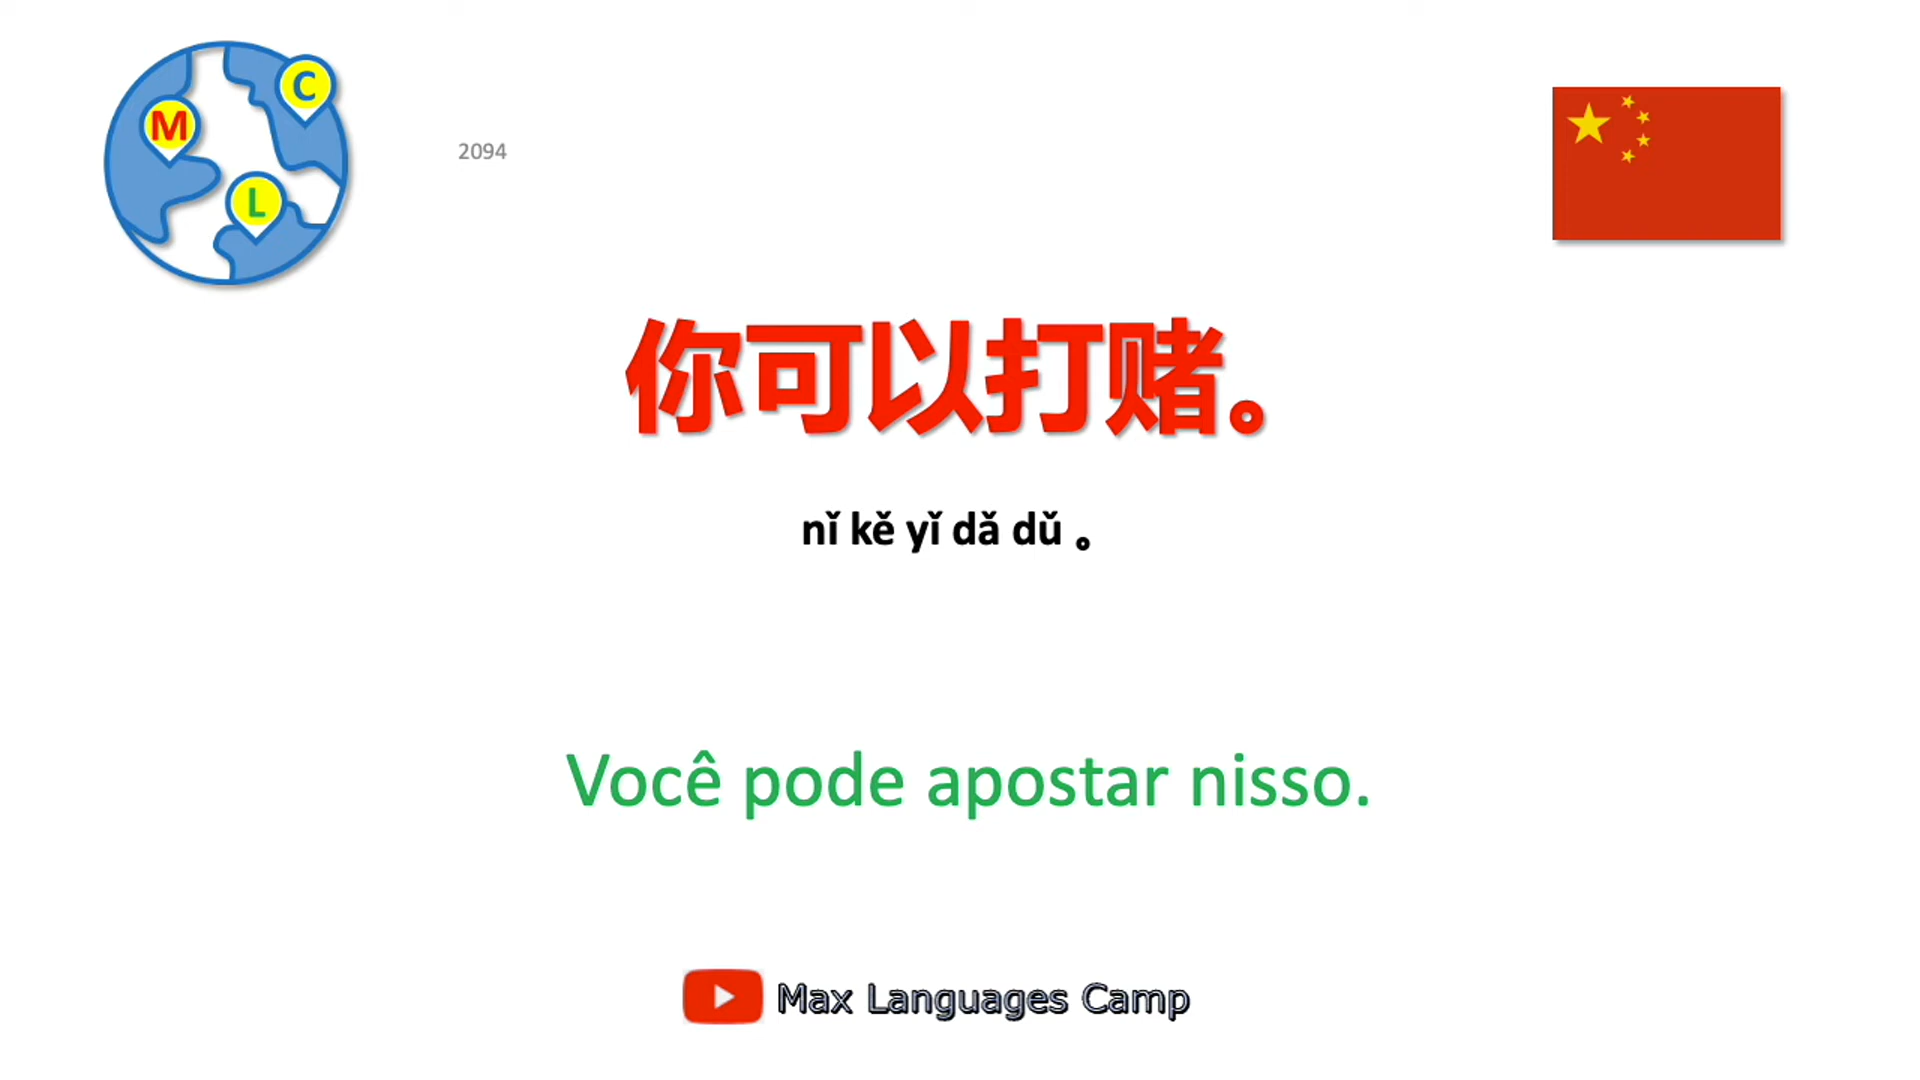 M
C
L
2094
你可以打赌。
nǐ kě yǐ dǎ dǔ 。
Você pode apostar nisso.
Max Languages Camp